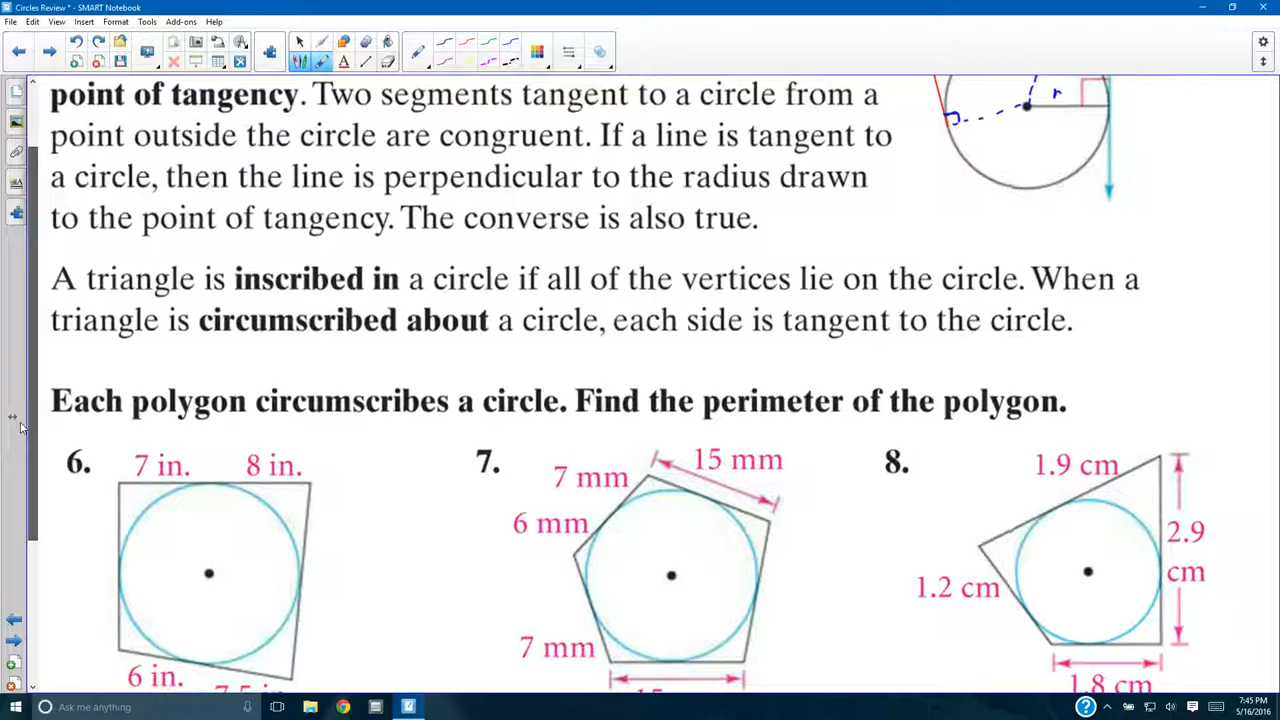 Circles Review * - SMART Notebook
File Edit View Insert Format Tools Add-ons Help
point of tangency. Two segments tangent to a circle from a
point outside the circle are congruent. If a line is tangent to
a circle, then the line is perpendicular to the radius drawn
to the point of tangency. The converse is also true.
r
A triangle is inscribed in a circle if all of the vertices lie on the circle. When a
triangle is circumscribed about a circle, each side is tangent to the circle.
Each polygon circumscribes a circle. Find the perimeter of the polygon.
6. 7 in. 8 in.
6 in.
7. 7 mm 15 mm
6 mm
7 mm
8. 1.9 cm
2.9
cm
1.2 cm
1.8 cm
Ask me anything
7:45 PM
5/16/2016